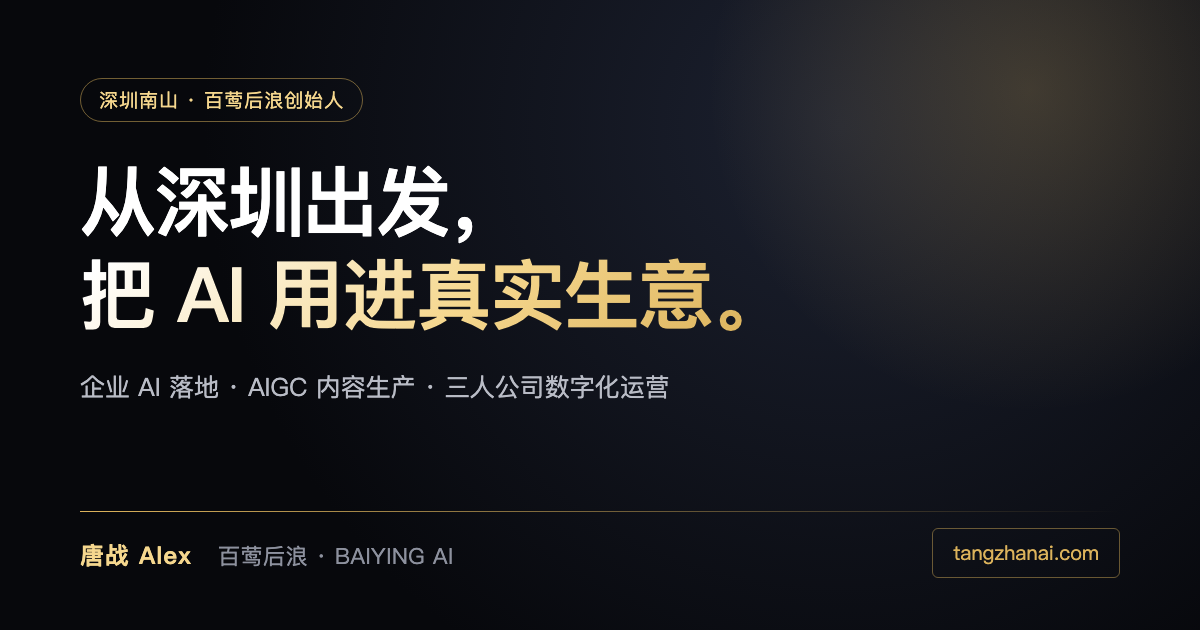 深圳南山 · 百莺后浪创始人
从深圳出发，
把 AI 用进真实生意。
企业 AI 落地 · AIGC 内容生产 · 三人公司数字化运营
唐战 Alex 百莺后浪 · BAIYING AI
tangzhanai.com